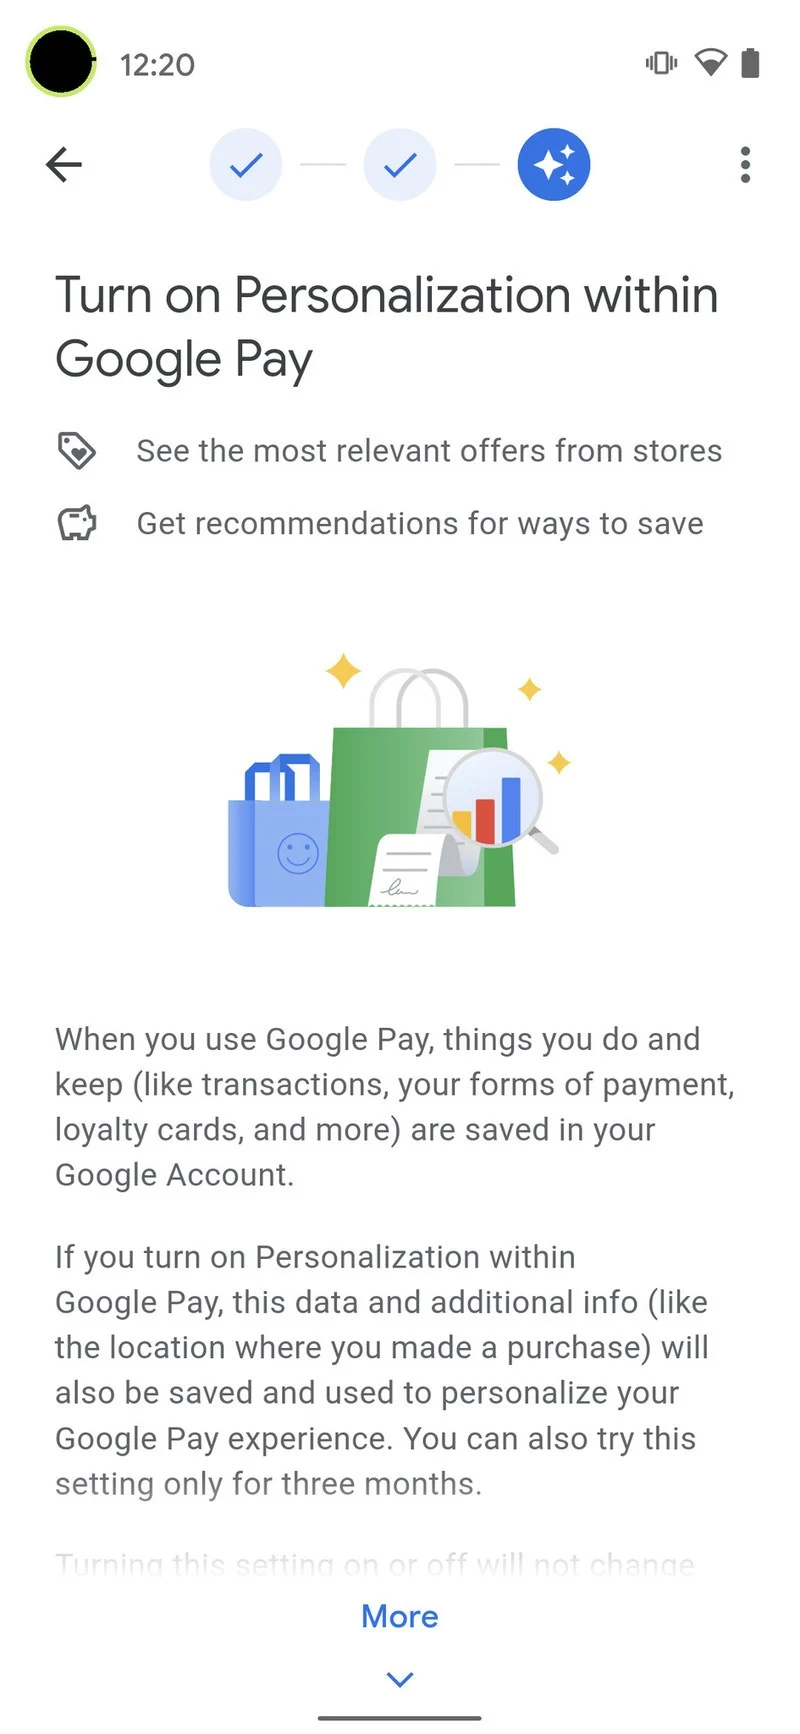 12:20
Turn on Personalization within
Google Pay
See the most relevant offers from stores
Get recommendations for ways to save
When you use Google Pay, things you do and
keep (like transactions, your forms of payment,
loyalty cards, and more) are saved in your
Google Account.
If you turn on Personalization within
Google Pay, this data and additional info (like
the location where you made a purchase) will
also be saved and used to personalize your
Google Pay experience. You can also try this
setting only for three months.
Turning this setting on or off will not change
More